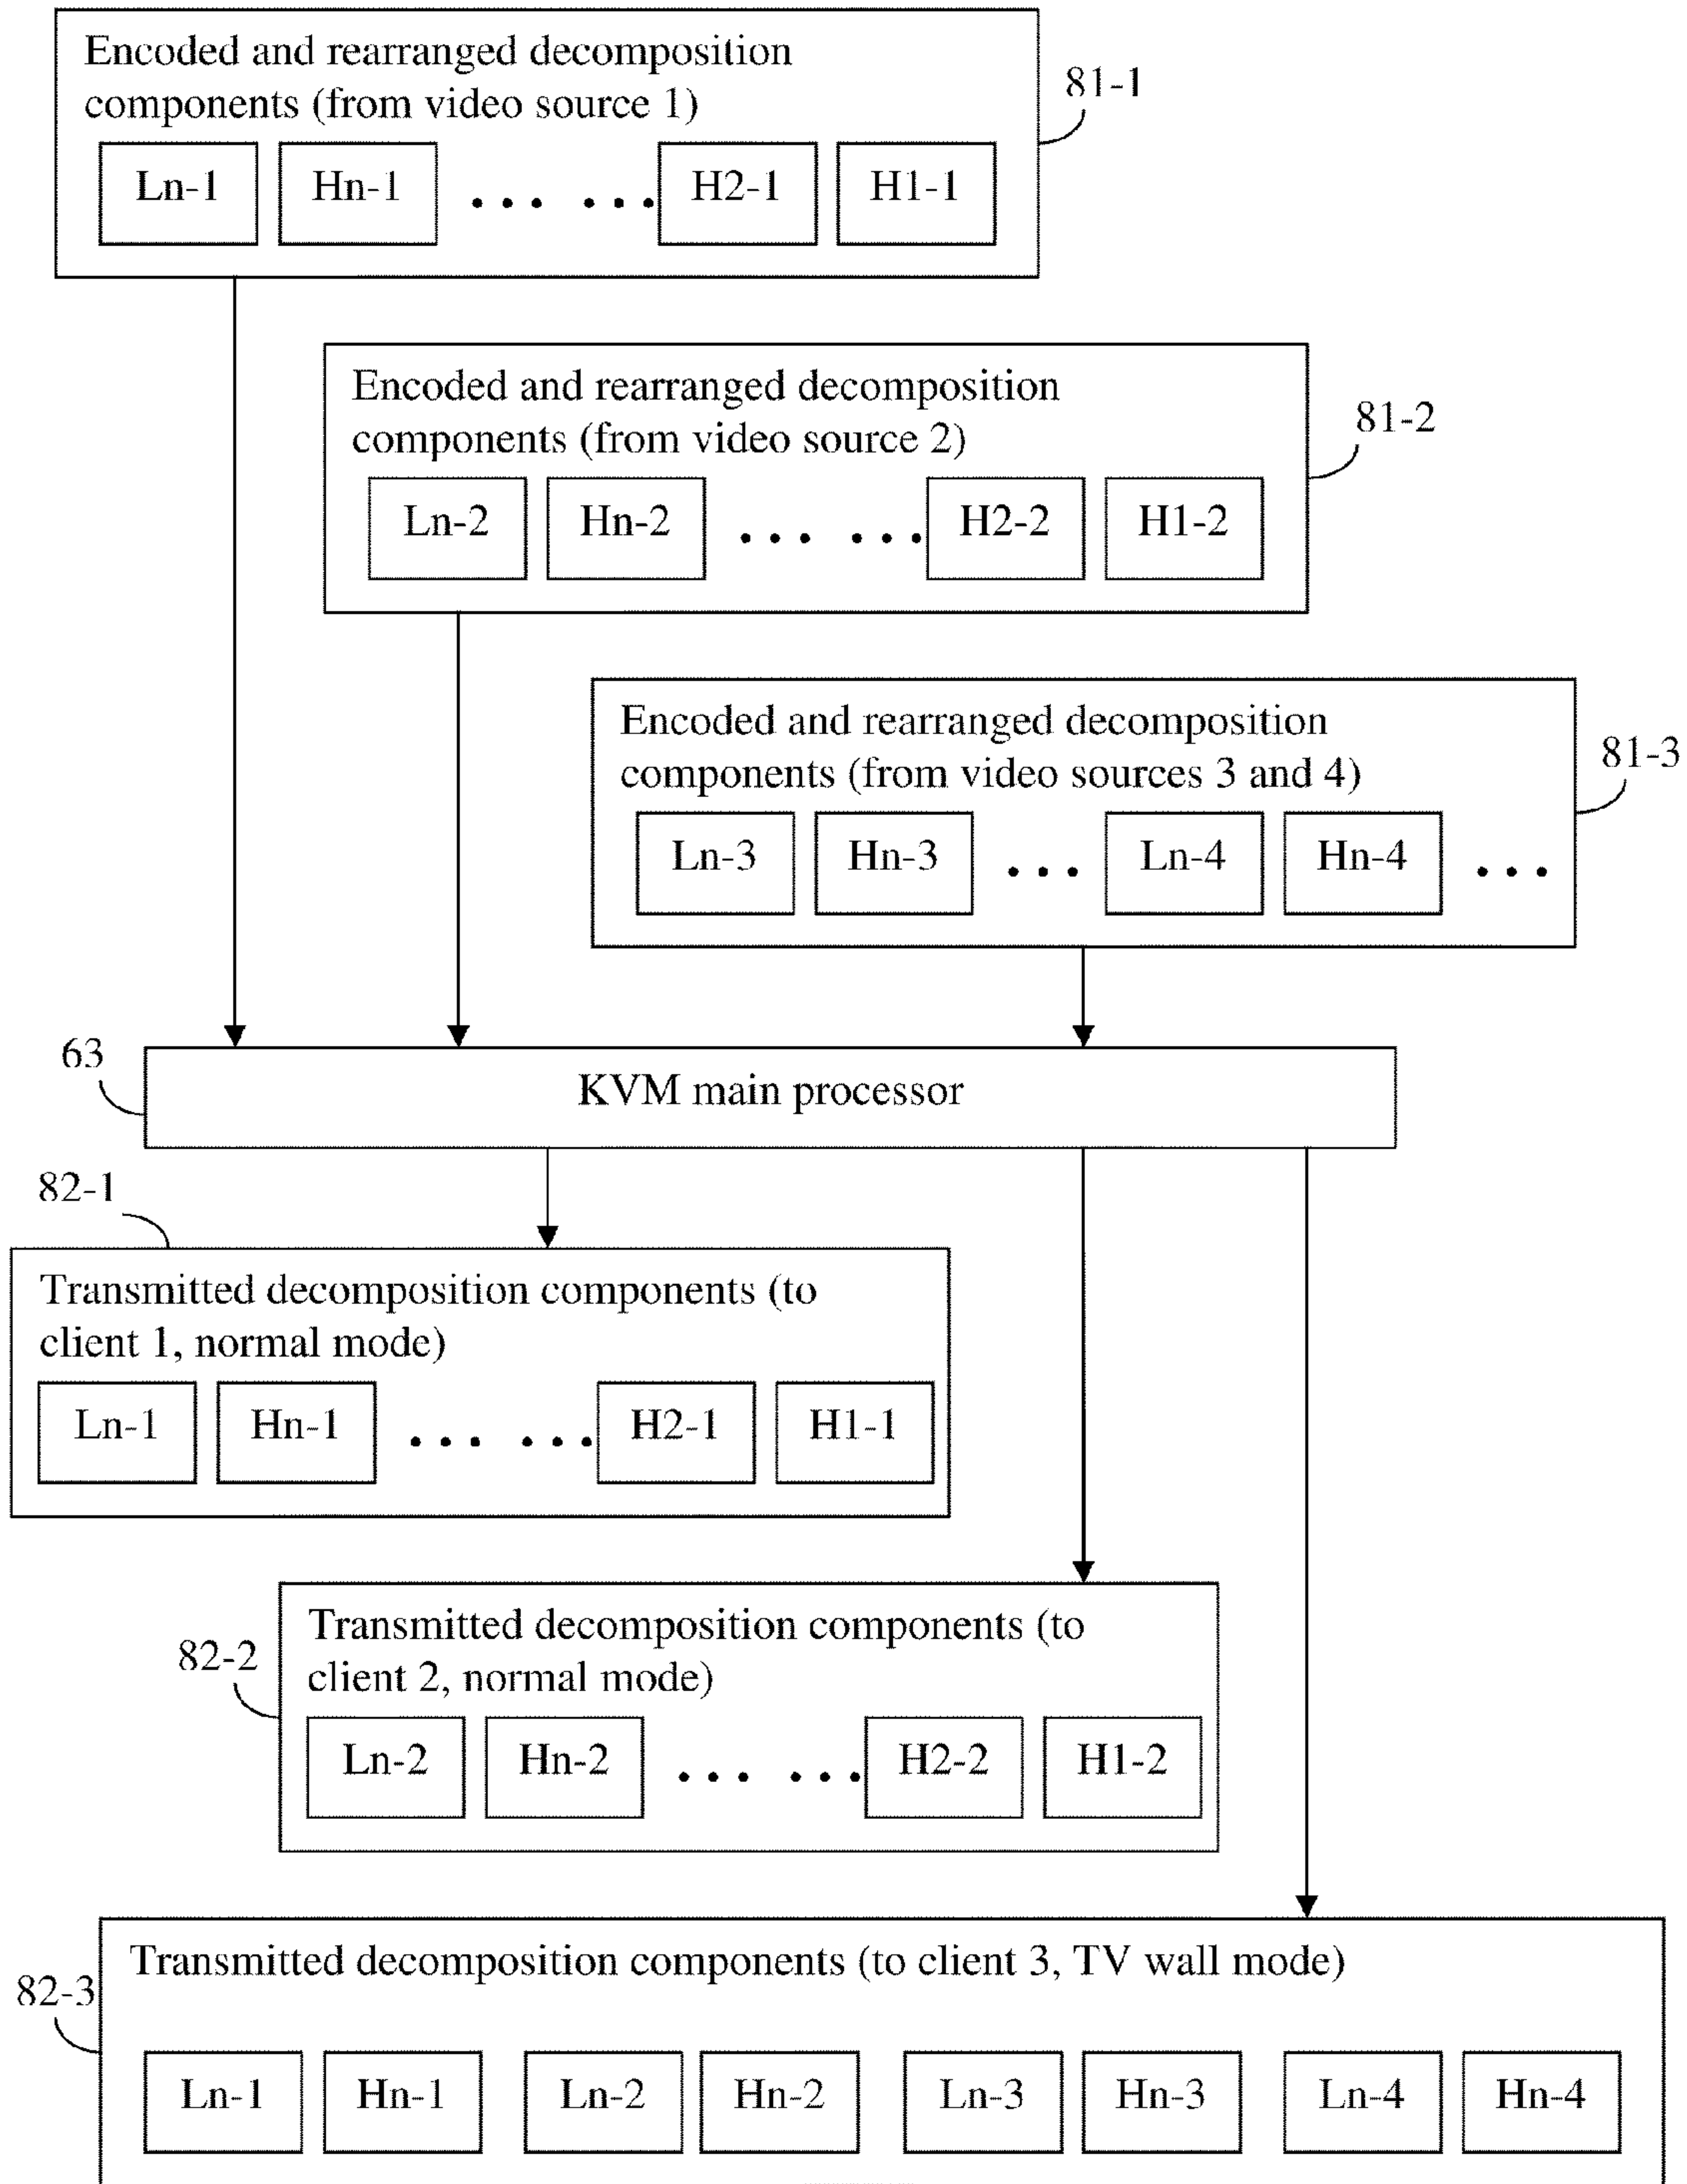 Encoded and rearranged decomposition
components (from video source 1)
81-1
Ln-1 Hn-1 ... ... H2-1 H1-1
Encoded and rearranged decomposition
components (from video source 2)
81-2
Ln-2 Hn-2 ... ... H2-2 H1-2
Encoded and rearranged decomposition
components (from video sources 3 and 4)
81-3
Ln-3 Hn-3 ... Ln-4 Hn-4 ...
63
KVM main processor
82-1
Transmitted decomposition components (to
client 1, normal mode)
Ln-1 Hn-1 ... ... H2-1 H1-1
Transmitted decomposition components (to
client 2, normal mode)
82-2
Ln-2 Hn-2 ... ... H2-2 H1-2
Transmitted decomposition components (to client 3, TV wall mode)
82-3
Ln-1 Hn-1 Ln-2 Hn-2 Ln-3 Hn-3 Ln-4 Hn-4